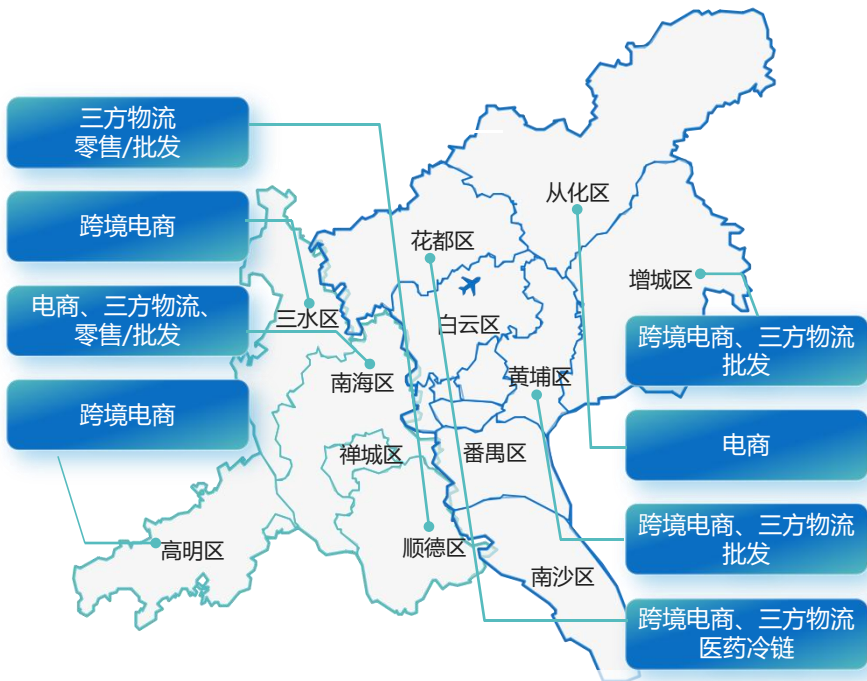 三方物流
零售/批发
跨境电商
电商、三方物流、
零售/批发
跨境电商
从化区
花都区
增城区
三水区
白云区
南海区
黄埔区
禅城区
番禺区
高明区
顺德区
南沙区
跨境电商、三方物流
批发
电商
跨境电商、三方物流
批发
跨境电商、三方物流
医药冷链